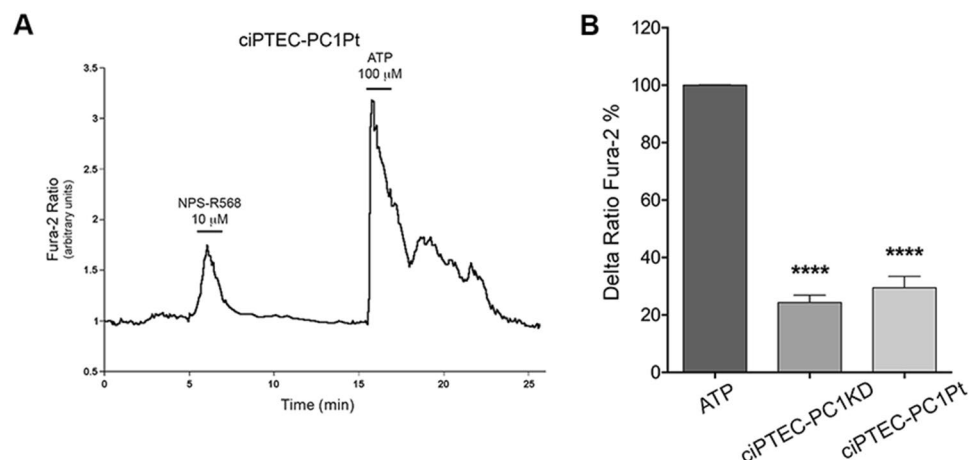 A
ciPTEC-PC1Pt
ATP
100 μM
NPS-R568
10 μM
3.5
3
2.5
2
1.5
1
0.5
Fura-2 Ratio
(arbitrary units)
0
5
10
15
20
25
Time (min)
B
120
100
80
60
40
20
0
Delta Ratio Fura-2 %
****
****
ATP
ciPTEC-PC1KD
ciPTEC-PC1Pt